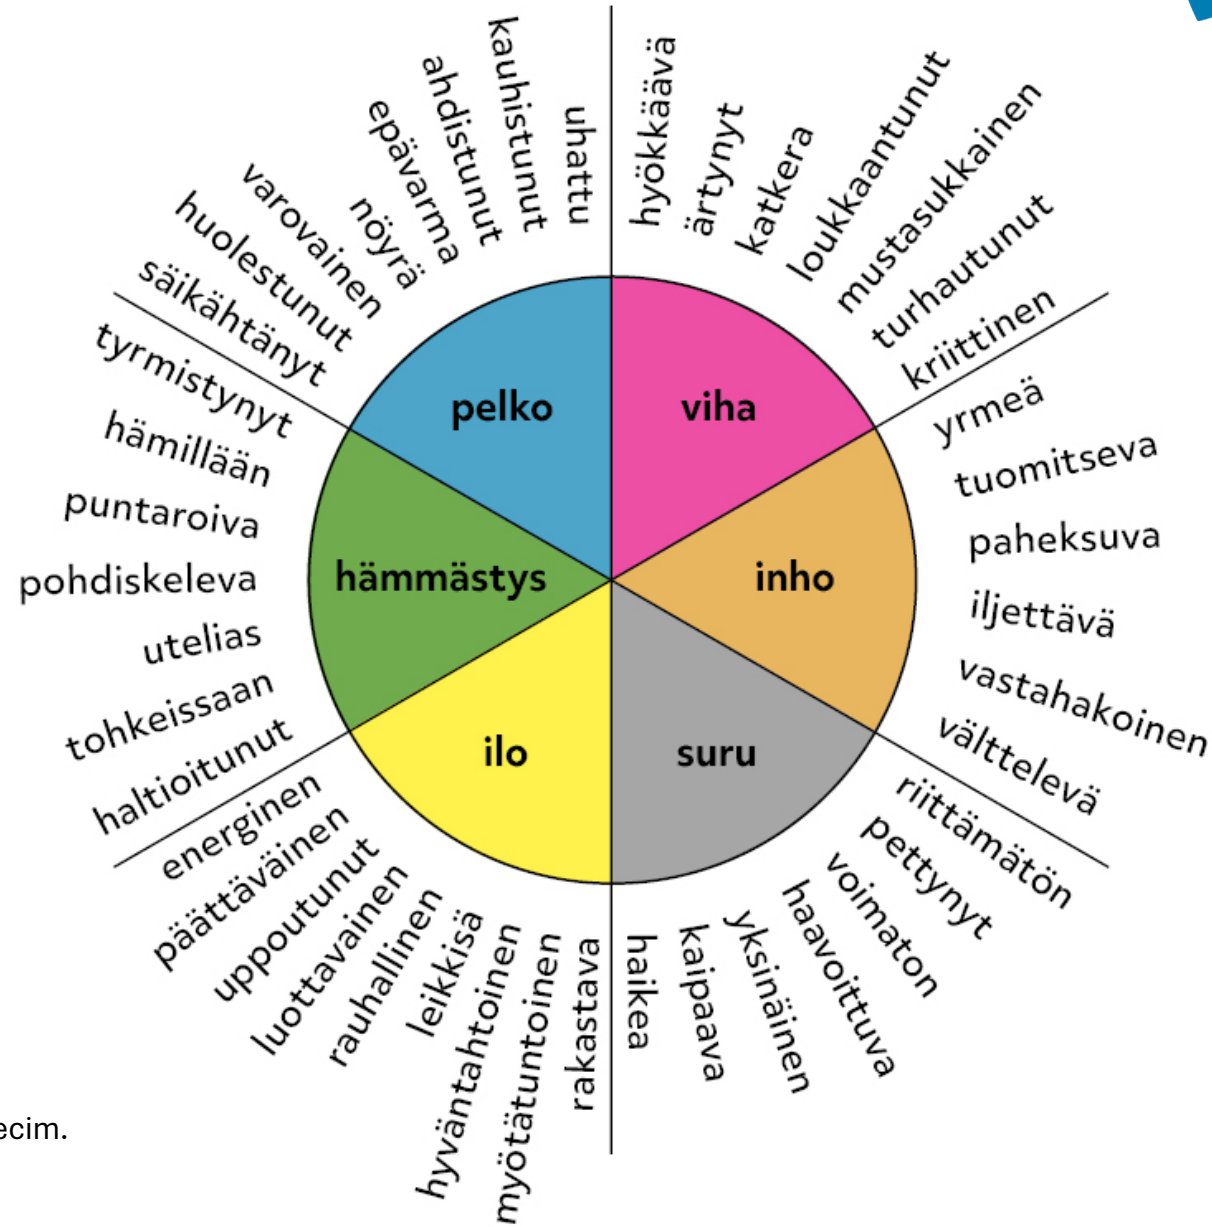 pelko
viha
inho
suru
ilo
hämmästys
hyökkäävä
ärtynyt
katkera
loukkaantunut
mustasukkainen
turhautunut
kriittinen
yrmeä
tuomitseva
paheksuva
iljettävä
vastahakoinen
välttelevä
riittämätön
pettynyt
voimaton
haavoittuva
yksinäinen
kaipaava
haikea
rakastava
myötätuntoinen
hyväntahtoinen
leikkisä
rauhallinen
luottavainen
uppoutunut
päättäväinen
energinen
haltioitunut
tohkeissaan
utelias
pohdiskeleva
puntaroiva
hämillään
tyrmistynyt
säikähtänyt
huolestunut
varovainen
nöyrä
epävarma
ahdistunut
kauhistunut
uhattu
ecim.